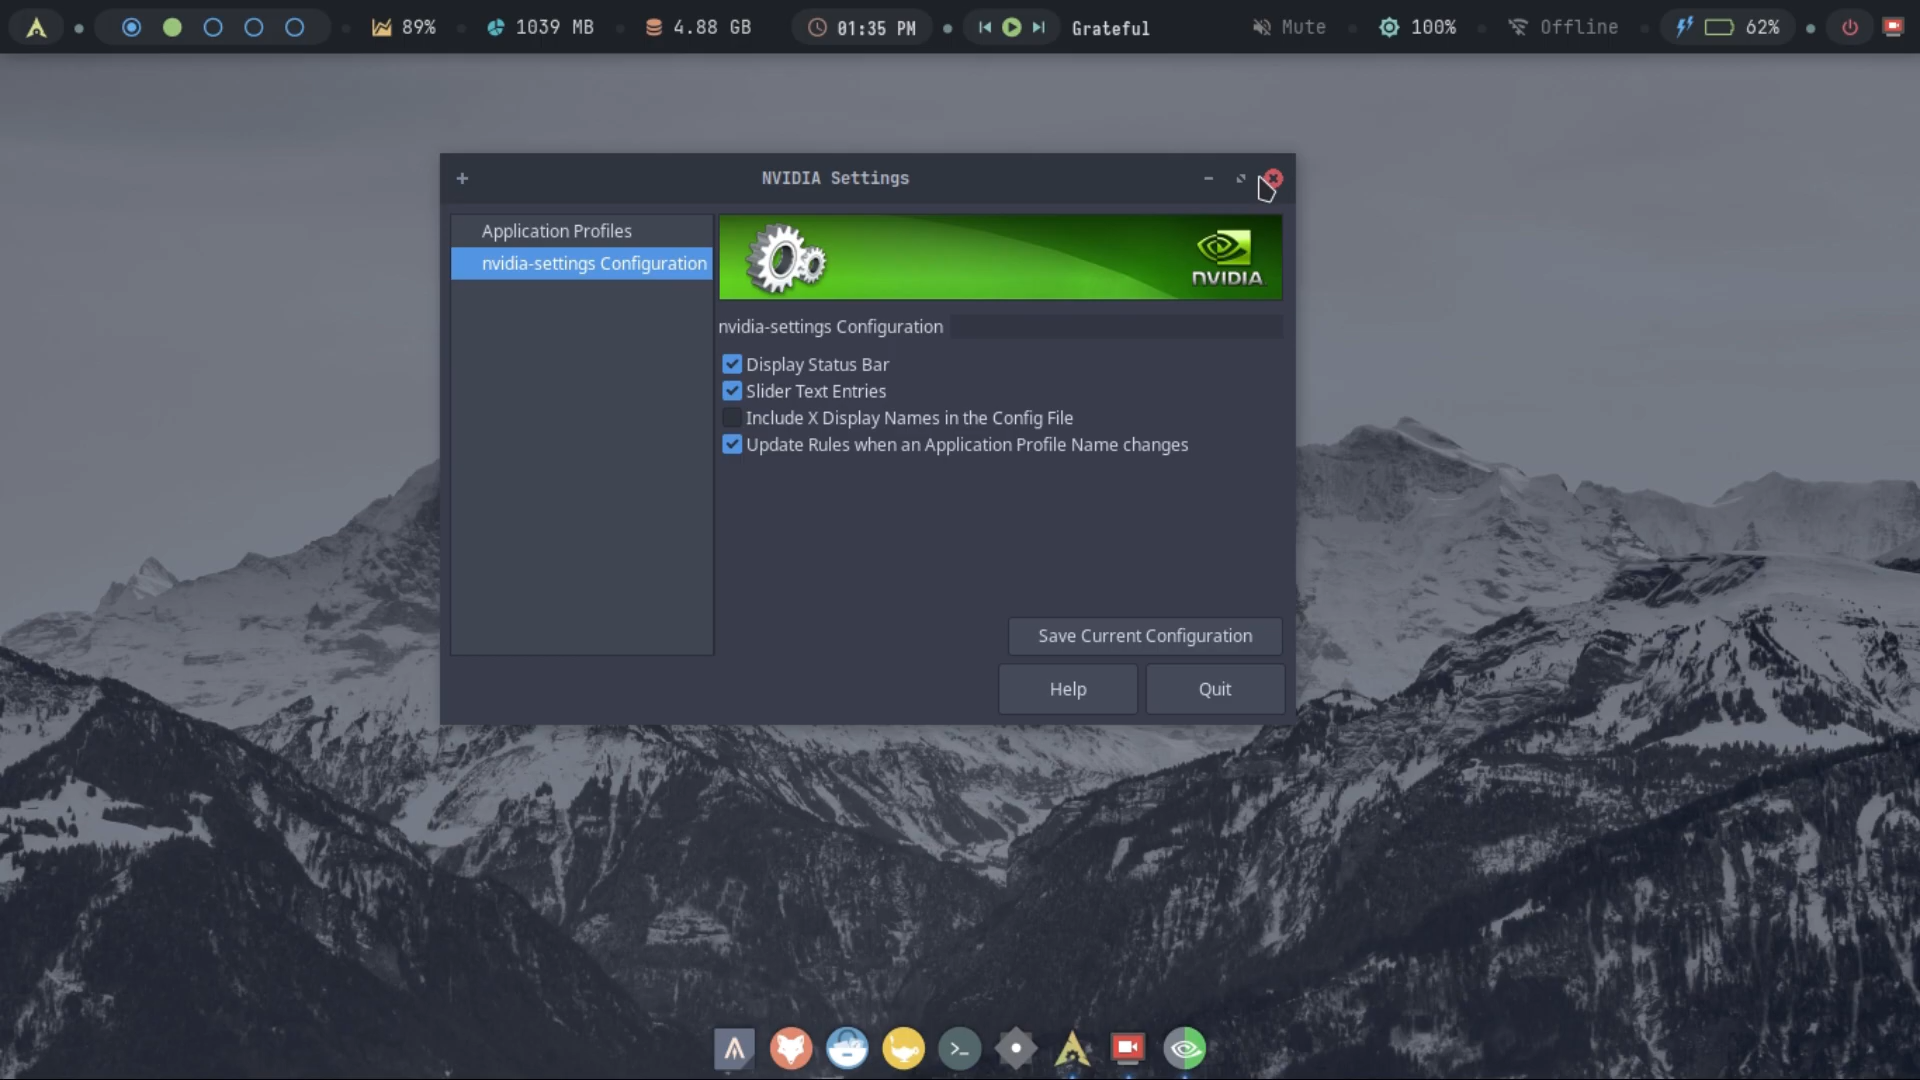 89% 1039 MB 4.88 GB 01:35 PM Grateful Mute 100% Offline 62%
NVIDIA Settings
Application Profiles
nvidia-settings Configuration
NVIDIA
nvidia-settings Configuration
Display Status Bar
Slider Text Entries
Include X Display Names in the Config File
Update Rules when an Application Profile Name changes
Save Current Configuration
Help Quit